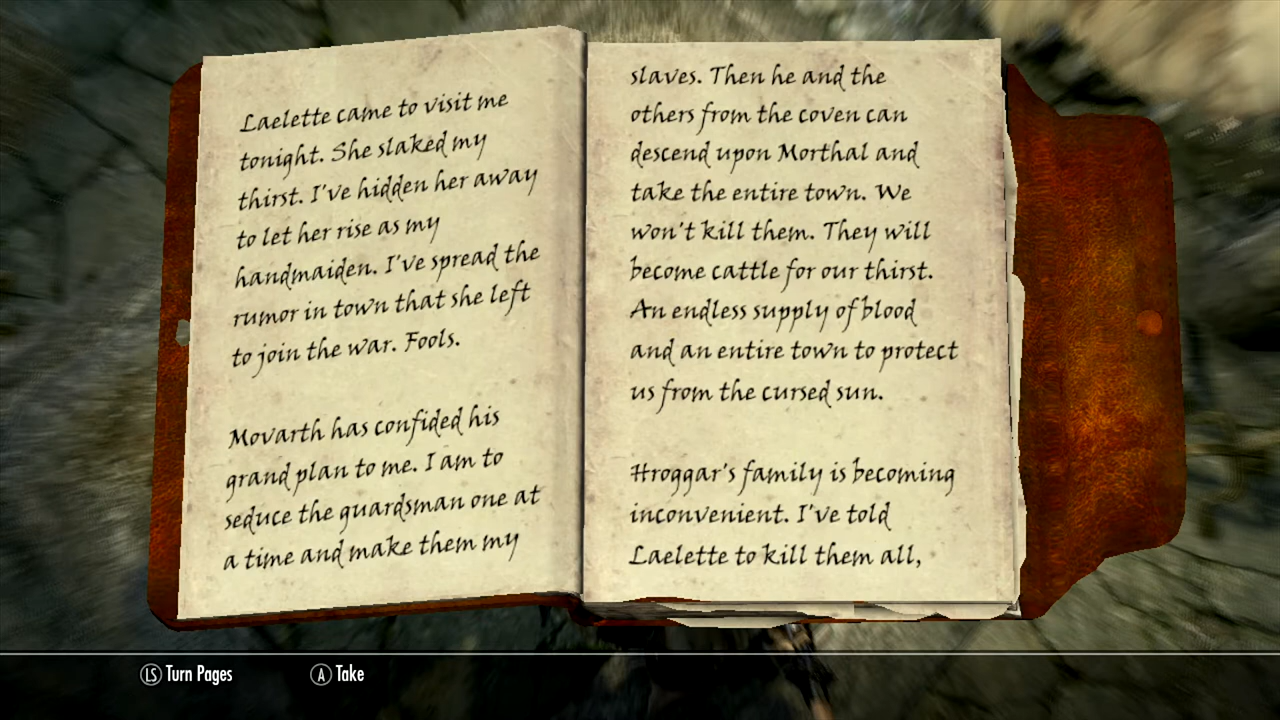 Laelette came to visit me
tonight. She slaked my
thirst. I've hidden her away
to let her rise as my
handmaiden. I've spread the
rumor in town that she left
to join the war. Fools.
Movarth has confided his
grand plan to me. I am to
seduce the guardsman one at
a time and make them my
slaves. Then he and the
others from the coven can
descend upon Morthal and
take the entire town. We
won't kill them. They will
become cattle for our thirst.
An endless supply of blood
and an entire town to protect
us from the cursed sun.
Hroggar's family is becoming
inconvenient. I've told
Laelette to kill them all,
LS Turn Pages
A Take